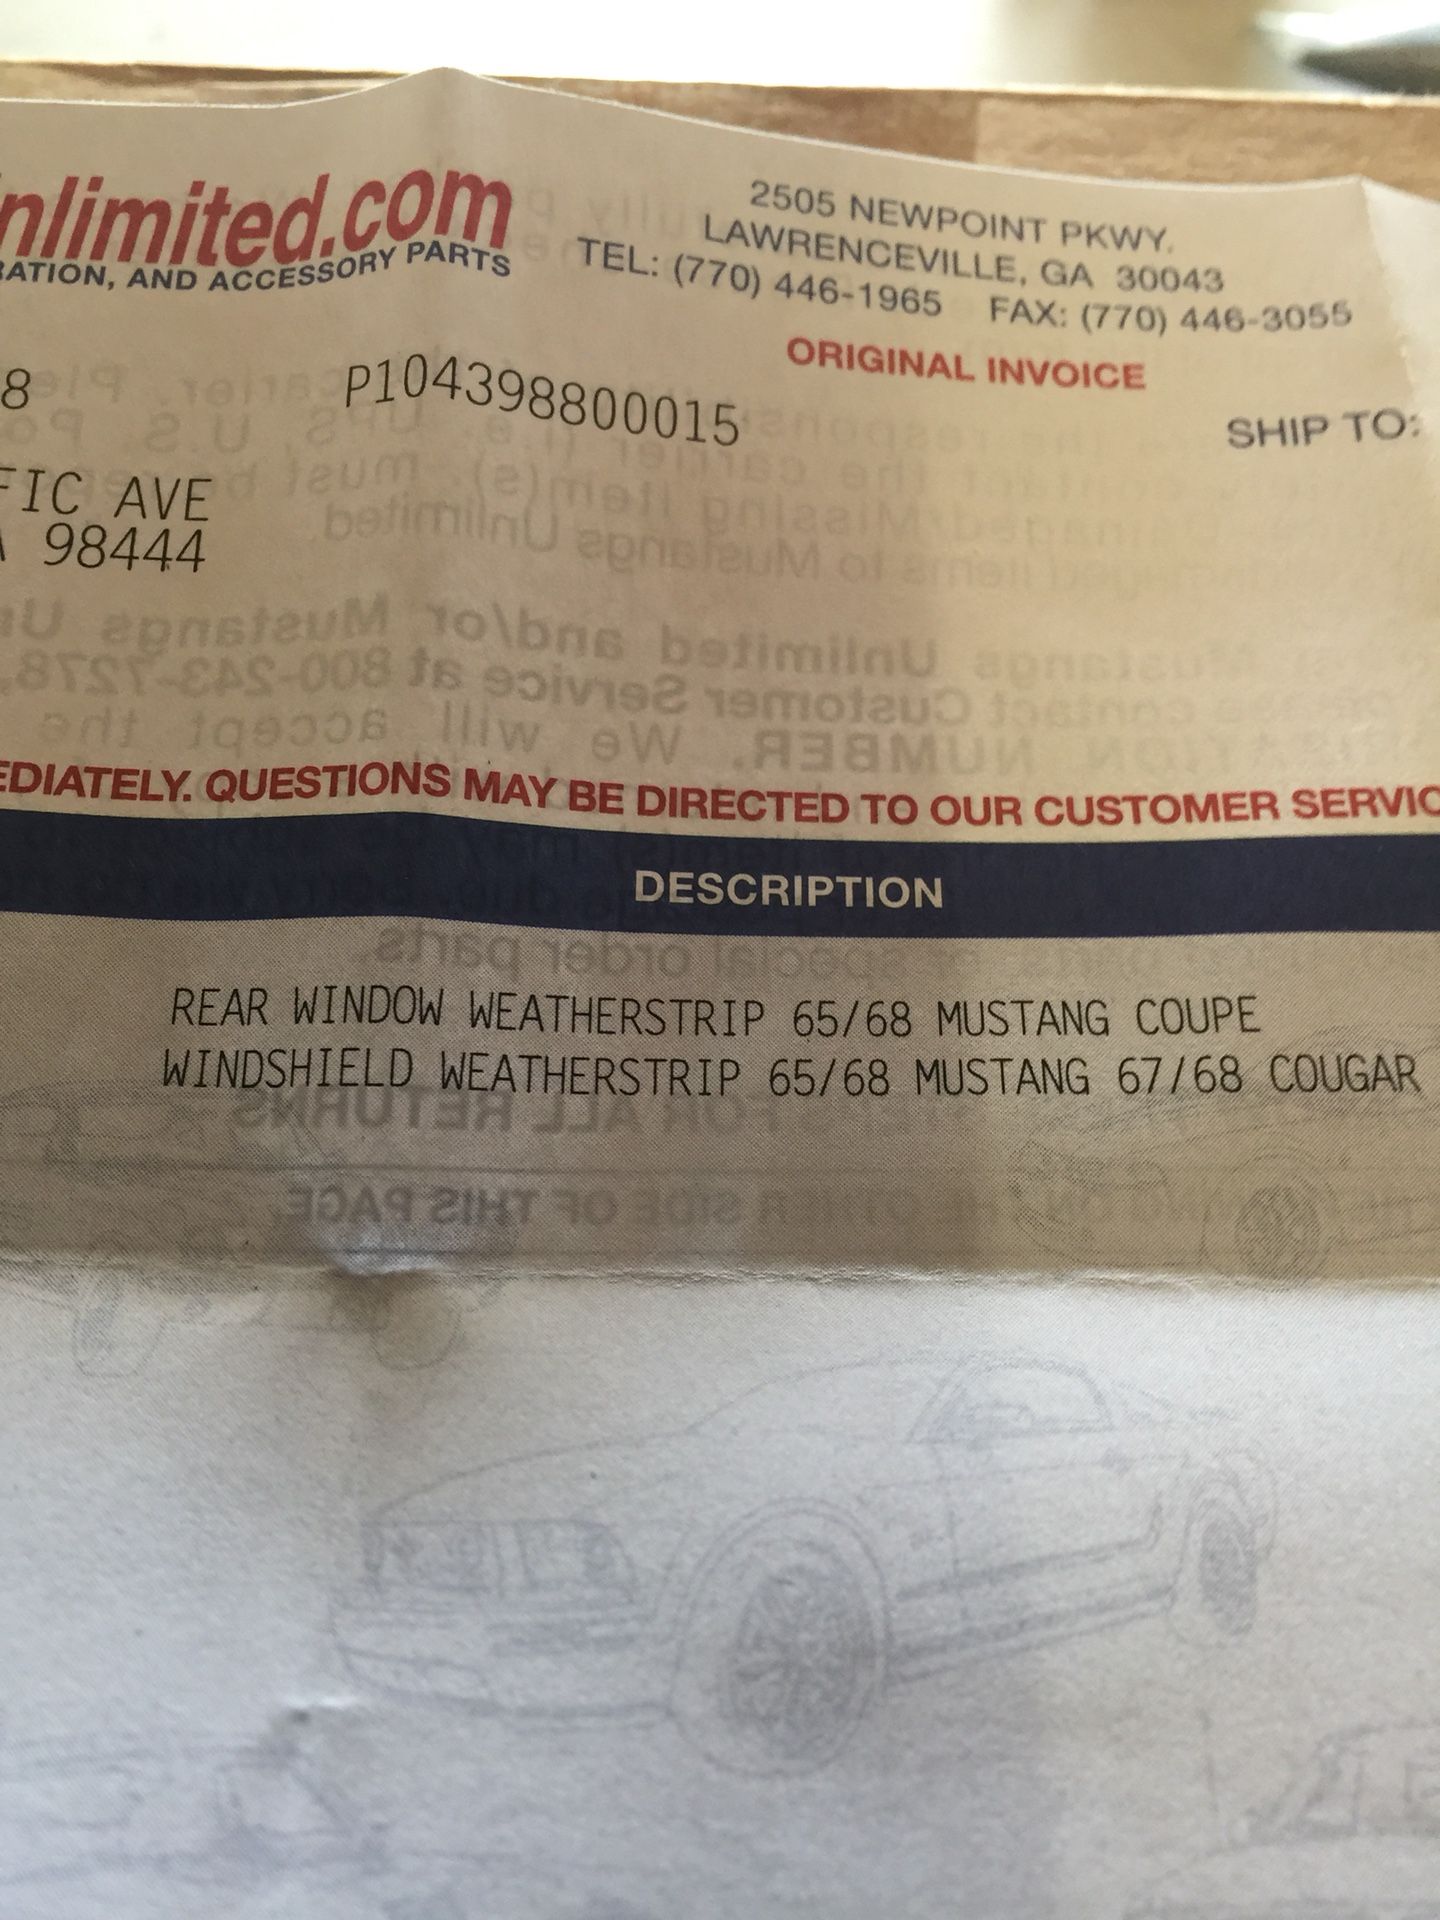 nlimited.com
RATION, AND ACCESSORY PARTS
2505 NEWPOINT PKWY.
LAWRENCEVILLE, GA 30043
TEL: (770) 446-1965 FAX: (770) 446-3055
ORIGINAL INVOICE
8 P104398800015
SHIP TO:
FIC AVE
98444
EDIATELY. QUESTIONS MAY BE DIRECTED TO OUR CUSTOMER SERVIC
DESCRIPTION
REAR WINDOW WEATHERSTRIP 65/68 MUSTANG COUPE
WINDSHIELD WEATHERSTRIP 65/68 MUSTANG 67/68 COUGAR